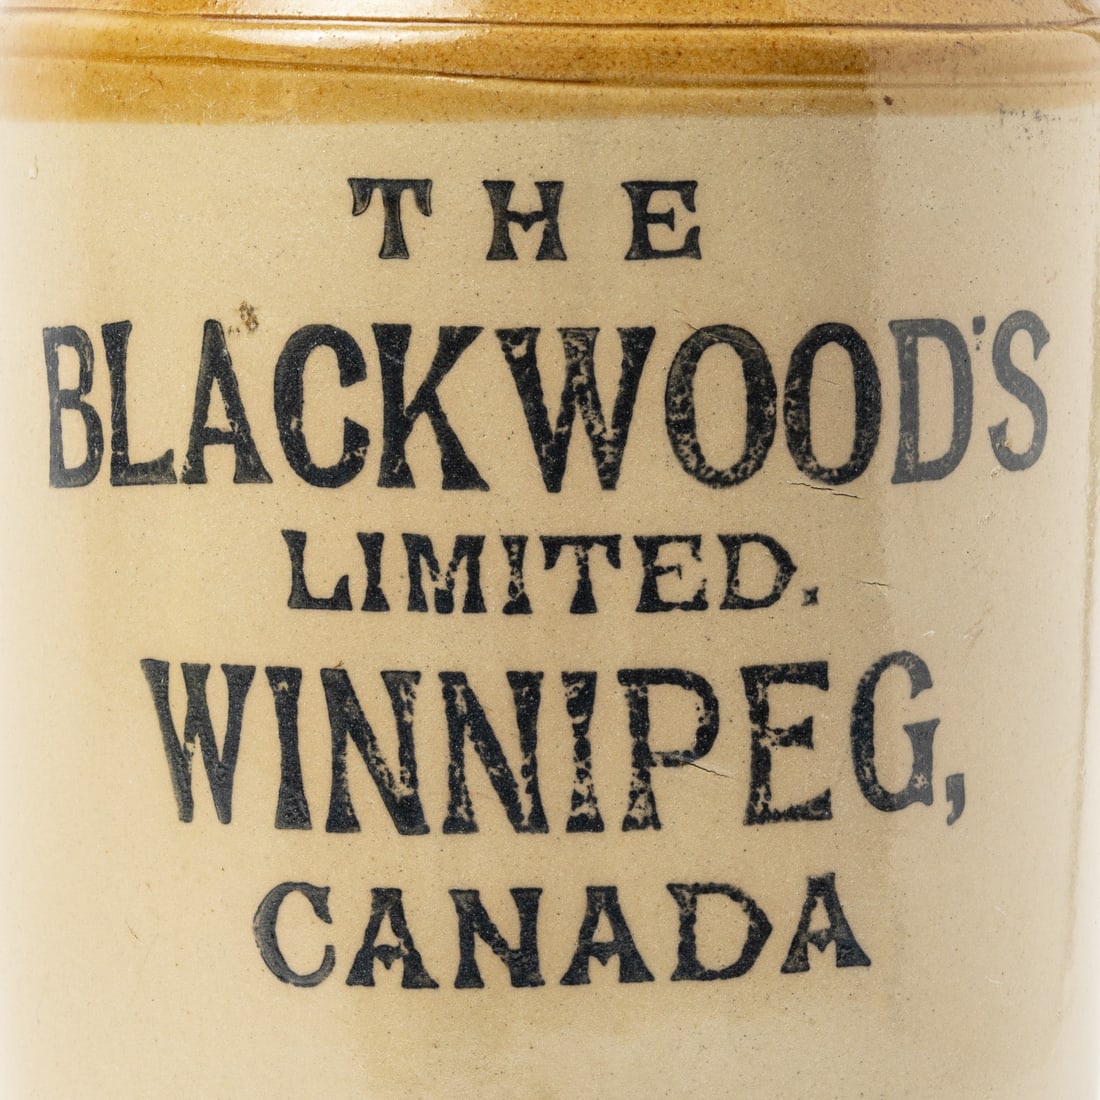 THE
BLACKWOOD'S
LIMITED.
WINNIPEG,
CANADA